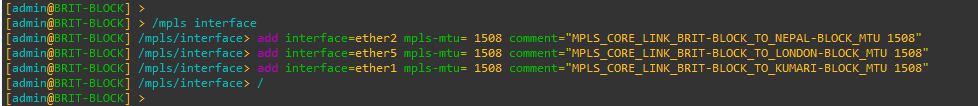 [admin@BRIT-BLOCK] >
[admin@BRIT-BLOCK] > /mpls interface
[admin@BRIT-BLOCK] /mpls/interface> add interface=ether2 mpls-mtu= 1508 comment="MPLS_CORE_LINK_BRIT-BLOCK_TO_NEPAL-BLOCK_MTU 1508"
[admin@BRIT-BLOCK] /mpls/interface> add interface=ether5 mpls-mtu= 1508 comment="MPLS_CORE_LINK_BRIT-BLOCK_TO_LONDON-BLOCK_MTU 1508"
[admin@BRIT-BLOCK] /mpls/interface> add interface=ether1 mpls-mtu= 1508 comment="MPLS_CORE_LINK_BRIT-BLOCK_TO_KUMARI-BLOCK_MTU 1508"
[admin@BRIT-BLOCK] /mpls/interface> /
[admin@BRIT-BLOCK] >